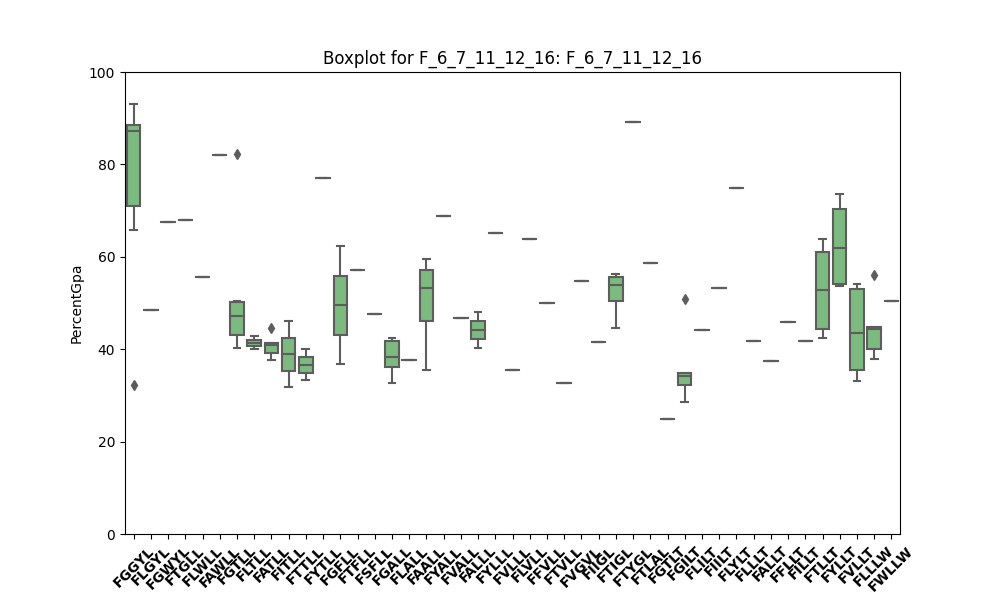 Boxplot for F_6_7_11_12_16: F_6_7_11_12_16
PercentGpa
100
80
60
40
20
0
FGGYL
FLGYL
FGWYL
FTGLL
FLWLL
FAWLL
FGTLL
FLTLL
FATLL
FITLL
FTTLL
FYTLL
FGFLL
FTFLL
FSFLL
FGALL
FLALL
FAALL
FYALL
FVALL
FALLL
FYLLL
FVLLL
FLVLL
FFVLL
FTVLL
FVGVL
FIIGL
FTIGL
FTYGL
FTLAL
FGTLT
FGILT
FLILT
FIILT
FLYLT
FLLLT
FALLT
FFLLT
FILLT
FTLLT
FYLLT
FVLLT
FLLLW
FWLLW